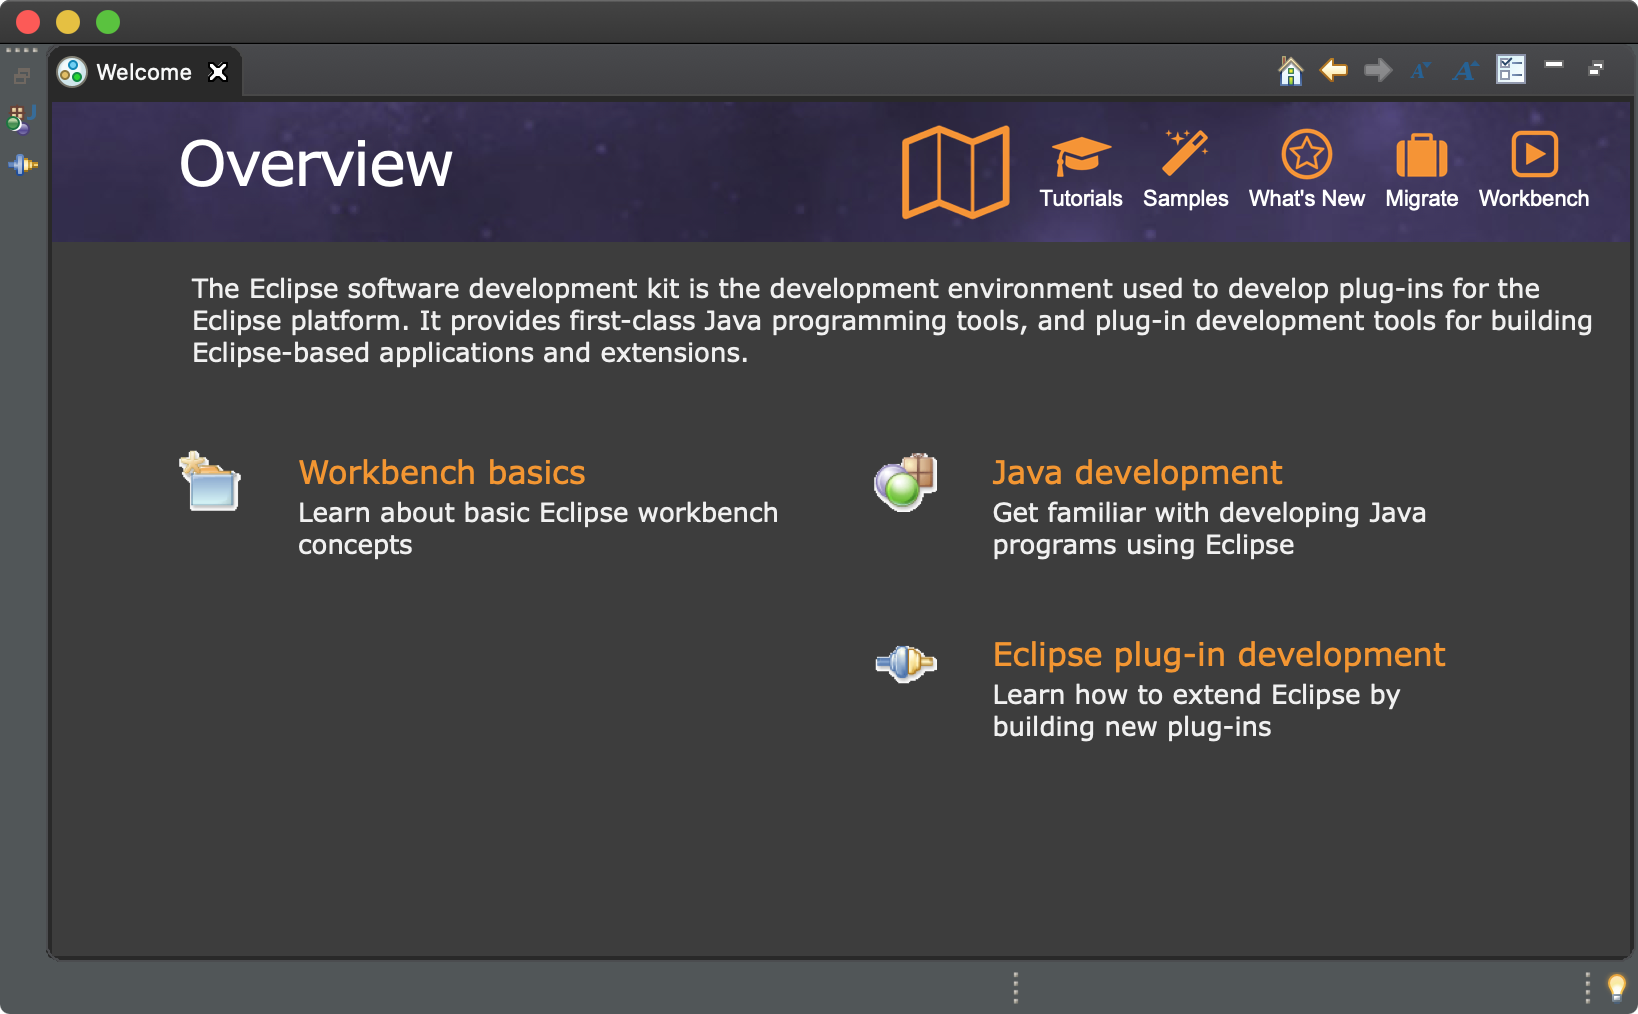 Welcome
Overview
Tutorials
Samples
What's New
Migrate
Workbench
The Eclipse software development kit is the development environment used to develop plug-ins for the
Eclipse platform. It provides first-class Java programming tools, and plug-in development tools for building
Eclipse-based applications and extensions.
Workbench basics
Learn about basic Eclipse workbench
concepts
Java development
Get familiar with developing Java
programs using Eclipse
Eclipse plug-in development
Learn how to extend Eclipse by
building new plug-ins